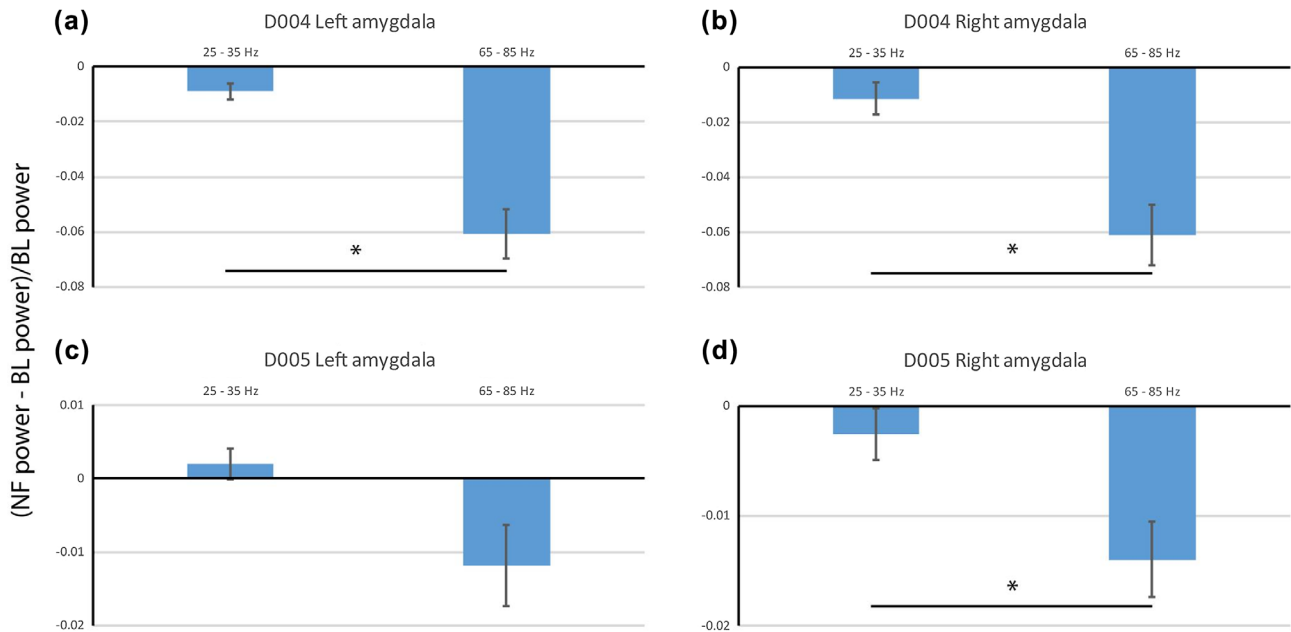 (NF power - BL power)/BL power
(a)
D004 Left amygdala
25 - 35 Hz
65 - 85 Hz
0
-0.02
-0.04
-0.06
-0.08
*
(b)
D004 Right amygdala
25 - 35 Hz
65 - 85 Hz
0
-0.02
-0.04
-0.06
-0.08
*
(c)
D005 Left amygdala
25 - 35 Hz
65 - 85 Hz
0.01
0
-0.01
-0.02
(d)
D005 Right amygdala
25 - 35 Hz
65 - 85 Hz
0
-0.01
-0.02
*